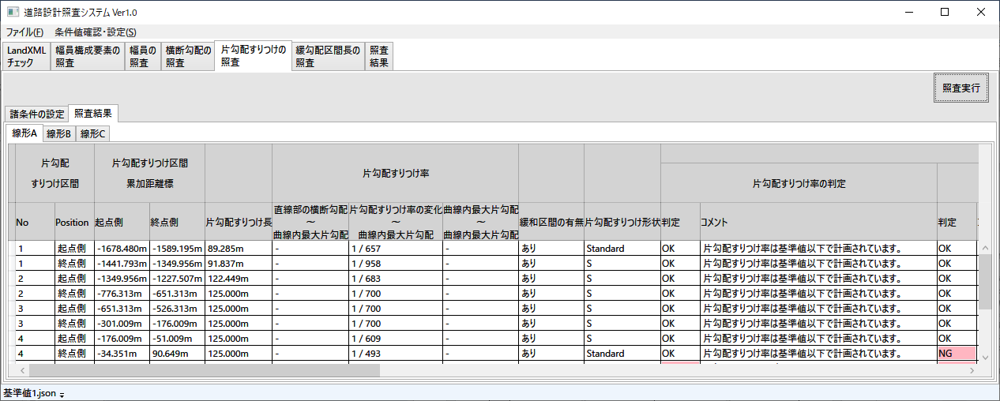 道路設計照査システム Ver1.0
ファイル(F) 条件値確認・設定(S)
LandXML
チェック
幅員構成要素の
照査
幅員の
照査
横断勾配の
照査
片勾配すりつけの
照査
緩勾配区間長の
照査
照査
結果
照査実行
諸条件の設定 照査結果
線形A 線形B 線形C
片勾配
すりつけ区間
片勾配すりつけ区間
累加距離標
片勾配すりつけ率
片勾配すりつけ率の判定
No Position 起点側 終点側 片勾配すりつけ長
直線部の横断勾配
～
曲線内最大片勾配
片勾配すりつけ率の変化
～
曲線内最大片勾配
曲線内最大片勾配
～
曲線内最大片勾配
緩和区間の有無 片勾配すりつけ形状 判定 コメント 判定
1 起点側 -1678.480m -1589.195m 89.285m - 1 / 657 - あり Standard OK 片勾配すりつけ率は基準値以下で計画されています。 OK
1 終点側 -1441.793m -1349.956m 91.837m - 1 / 958 - あり S OK 片勾配すりつけ率は基準値以下で計画されています。 OK
2 起点側 -1349.956m -1227.507m 122.449m - 1 / 683 - あり S OK 片勾配すりつけ率は基準値以下で計画されています。 OK
2 終点側 -776.313m -651.313m 125.000m - 1 / 700 - あり S OK 片勾配すりつけ率は基準値以下で計画されています。 OK
3 起点側 -651.313m -526.313m 125.000m - 1 / 700 - あり S OK 片勾配すりつけ率は基準値以下で計画されています。 OK
3 終点側 -301.009m -176.009m 125.000m - 1 / 700 - あり S OK 片勾配すりつけ率は基準値以下で計画されています。 OK
4 起点側 -176.009m -51.009m 125.000m - 1 / 609 - あり S OK 片勾配すりつけ率は基準値以下で計画されています。 OK
4 終点側 -34.351m 90.649m 125.000m - 1 / 493 - あり Standard OK 片勾配すりつけ率は基準値以下で計画されています。 NG
基準値1.json